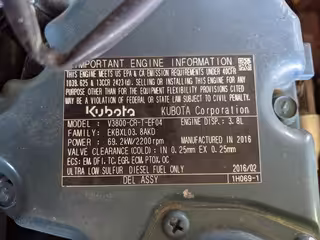 IMPORTANT ENGINE INFORMATION
THIS ENGINE MEETS US EPA & CA EMISSION REQUIREMENTS UNDER 40CFR
1039.625 & 13CCR 2423(d). SELLING OR INSTALLING THIS ENGINE FOR ANY
PURPOSE OTHER THAN FOR THE EQUIPMENT FLEXIBILITY PROVISIONS CITED
MAY BE A VIOLATION OF FEDERAL OR STATE LAW SUBJECT TO CIVIL PENALTY.
Kubota KUBOTA Corporation
MODEL : V3800-CR-T-EF04 ENGINE DISP.: 3.8L
FAMILY: EKBXL03.8AKD
POWER : 69.2kW/2200rpm MANUFACTURED IN 2016
VALVE CLEARANCE (COLD): IN 0.25mm EX 0.25mm
ECS: EM, DFI, TC, EGR, ECM, PTOX, OC
ULTRA LOW SULFUR DIESEL FUEL ONLY 2016/02
DEL ASSY 1H069-1